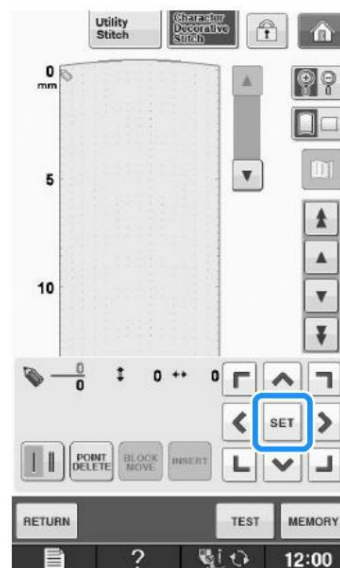 Utility
Stitch
Character
Decorative
Stitch
0
mm
5
10
0
0
0
0
SET
POINT
DELETE
BLOCK
MOVE
INSERT
RETURN
TEST
MEMORY
?
12:00